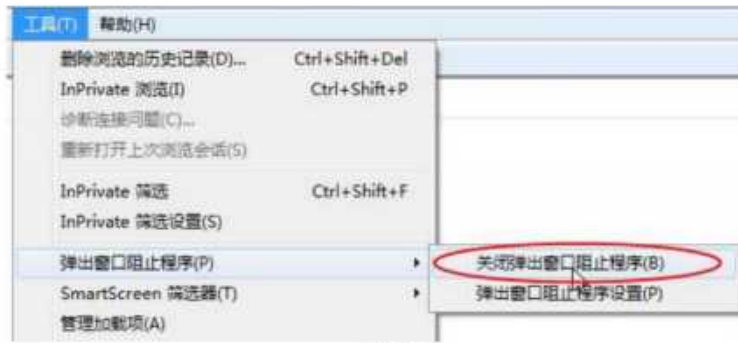 工具(T) 帮助(H)
删除浏览的历史记录(D)... Ctrl+Shift+Del
InPrivate 浏览(I) Ctrl+Shift+P
诊断连接问题(C)...
重新打开上次浏览会话(S)
InPrivate 筛选 Ctrl+Shift+F
InPrivate 筛选设置(S)
弹出窗口阻止程序(P) 关闭弹出窗口阻止程序(B)
SmartScreen 筛选器(T) 弹出窗口阻止程序设置(P)
管理加载项(A)